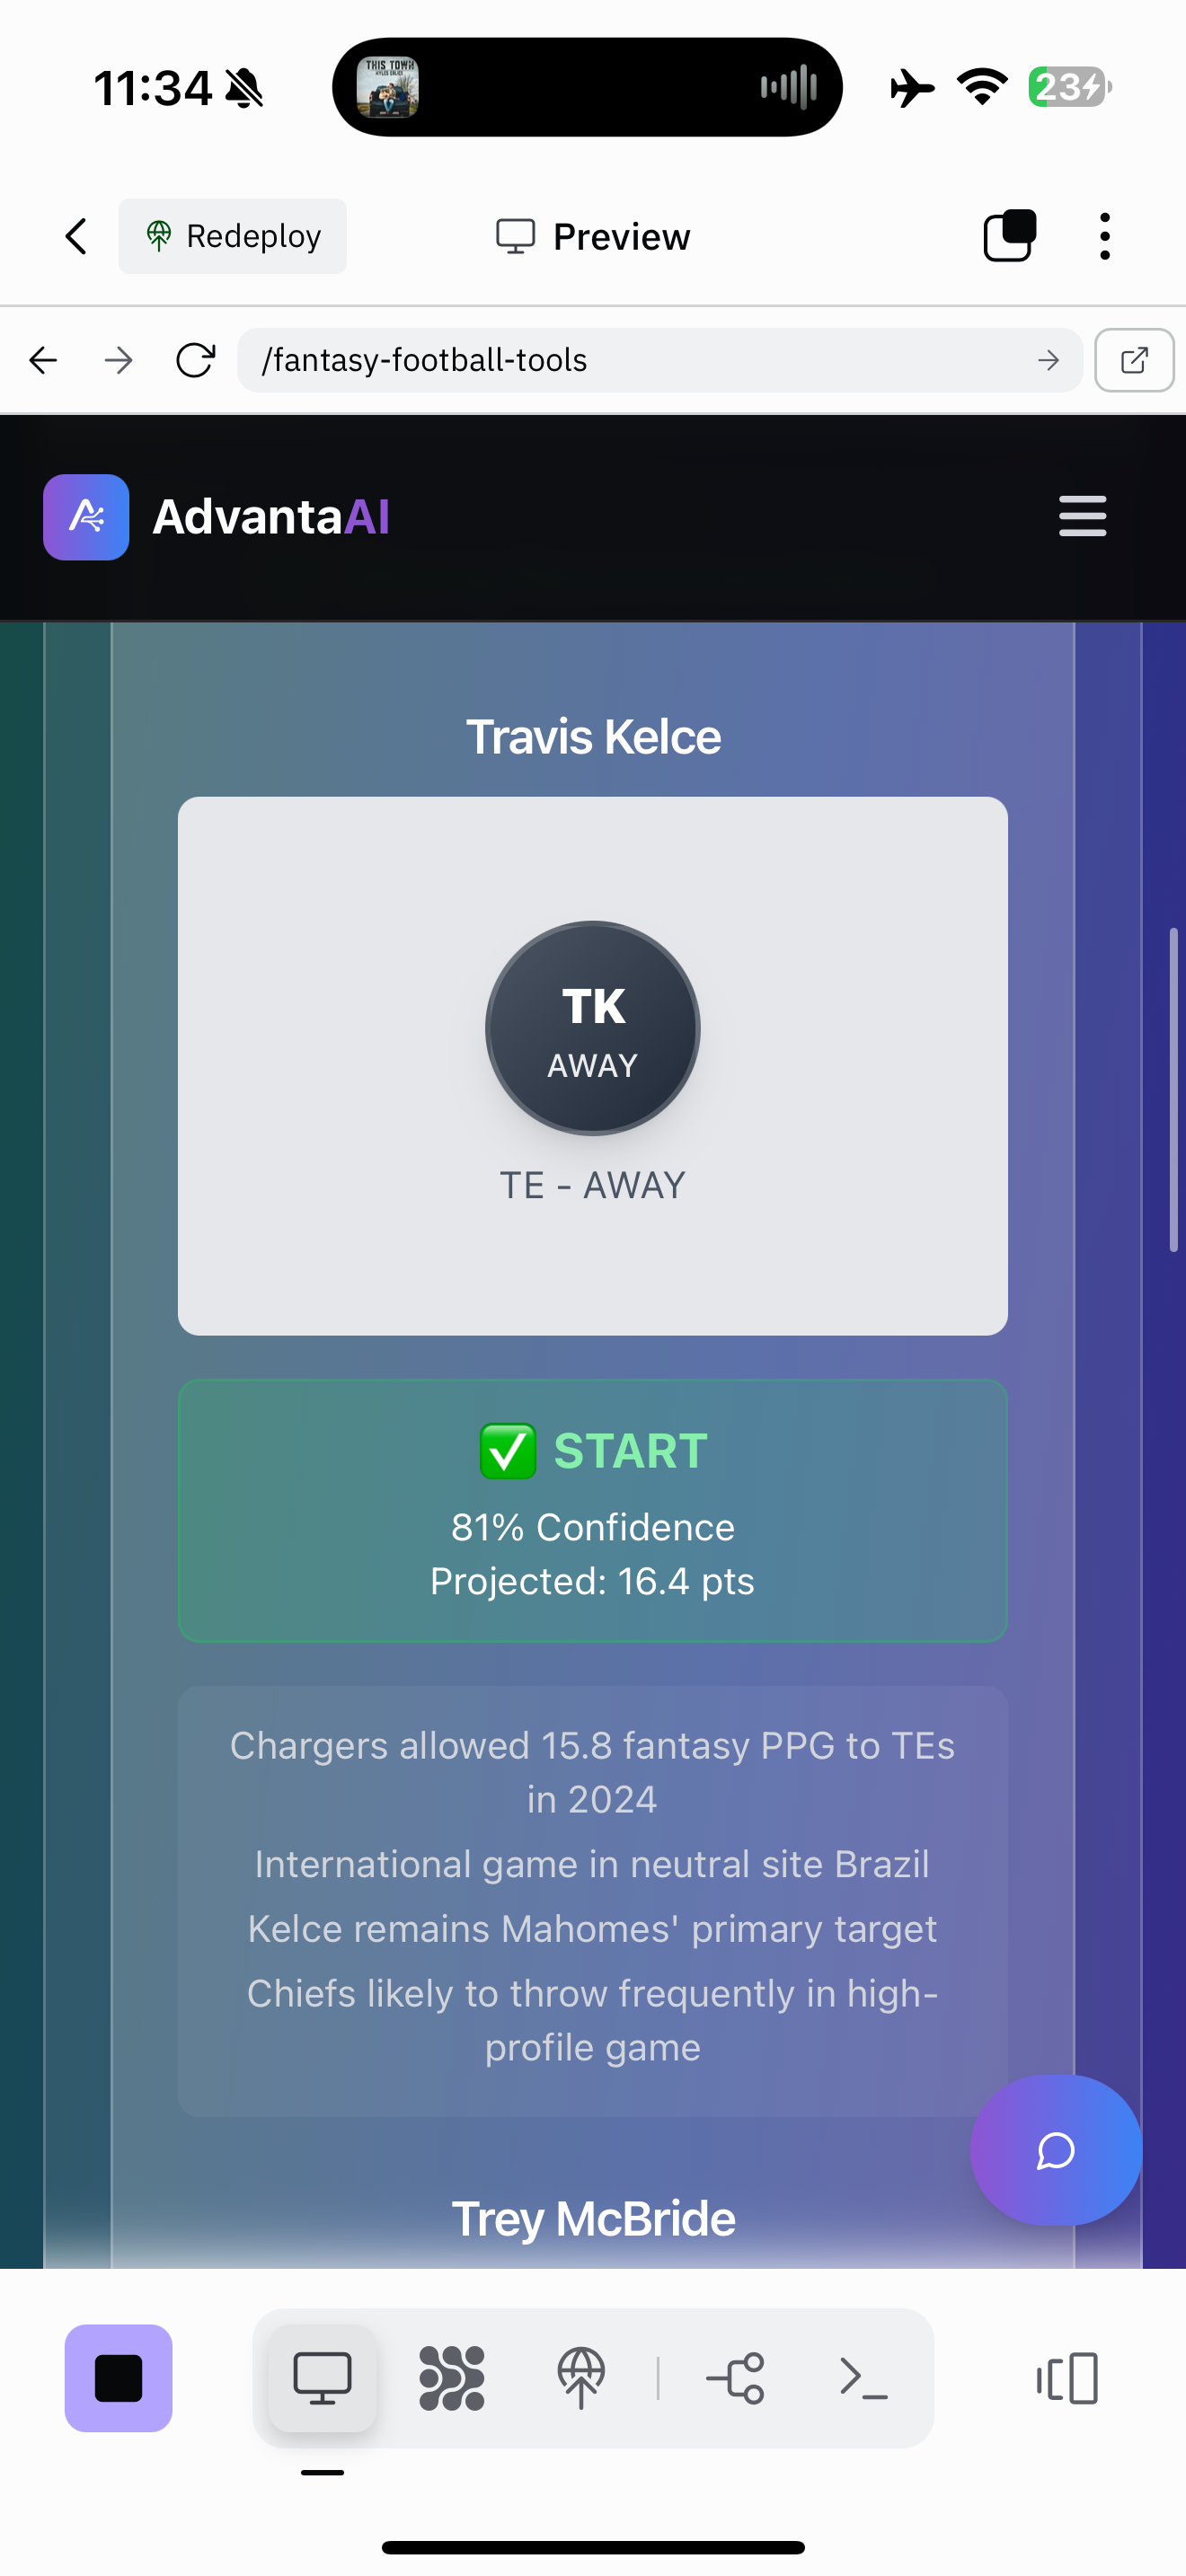 11:34
THIS TOWN
23
Redeploy
Preview
/fantasy-football-tools
AdvantaAI
Travis Kelce
TK
AWAY
TE - AWAY
✅ START
81% Confidence
Projected: 16.4 pts
Chargers allowed 15.8 fantasy PPG to TEs
in 2024
International game in neutral site Brazil
Kelce remains Mahomes' primary target
Chiefs likely to throw frequently in high-
profile game
Trey McBride